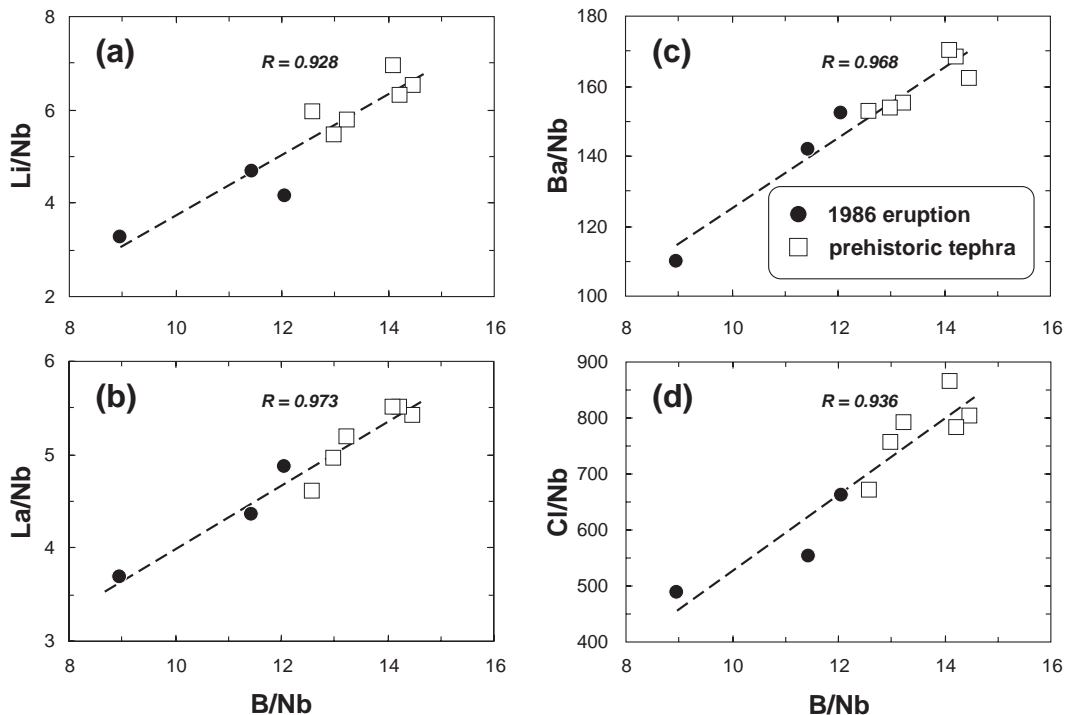 (a)
R = 0.928
Li/Nb
8
6
4
2
8 10 12 14 16
(c)
R = 0.968
Ba/Nb
180
160
140
120
100
1986 eruption
prehistoric tephra
8 10 12 14 16
(b)
R = 0.973
La/Nb
6
5
4
3
8 10 12 14 16
B/Nb
(d)
R = 0.936
Cl/Nb
900
800
700
600
500
400
8 10 12 14 16
B/Nb